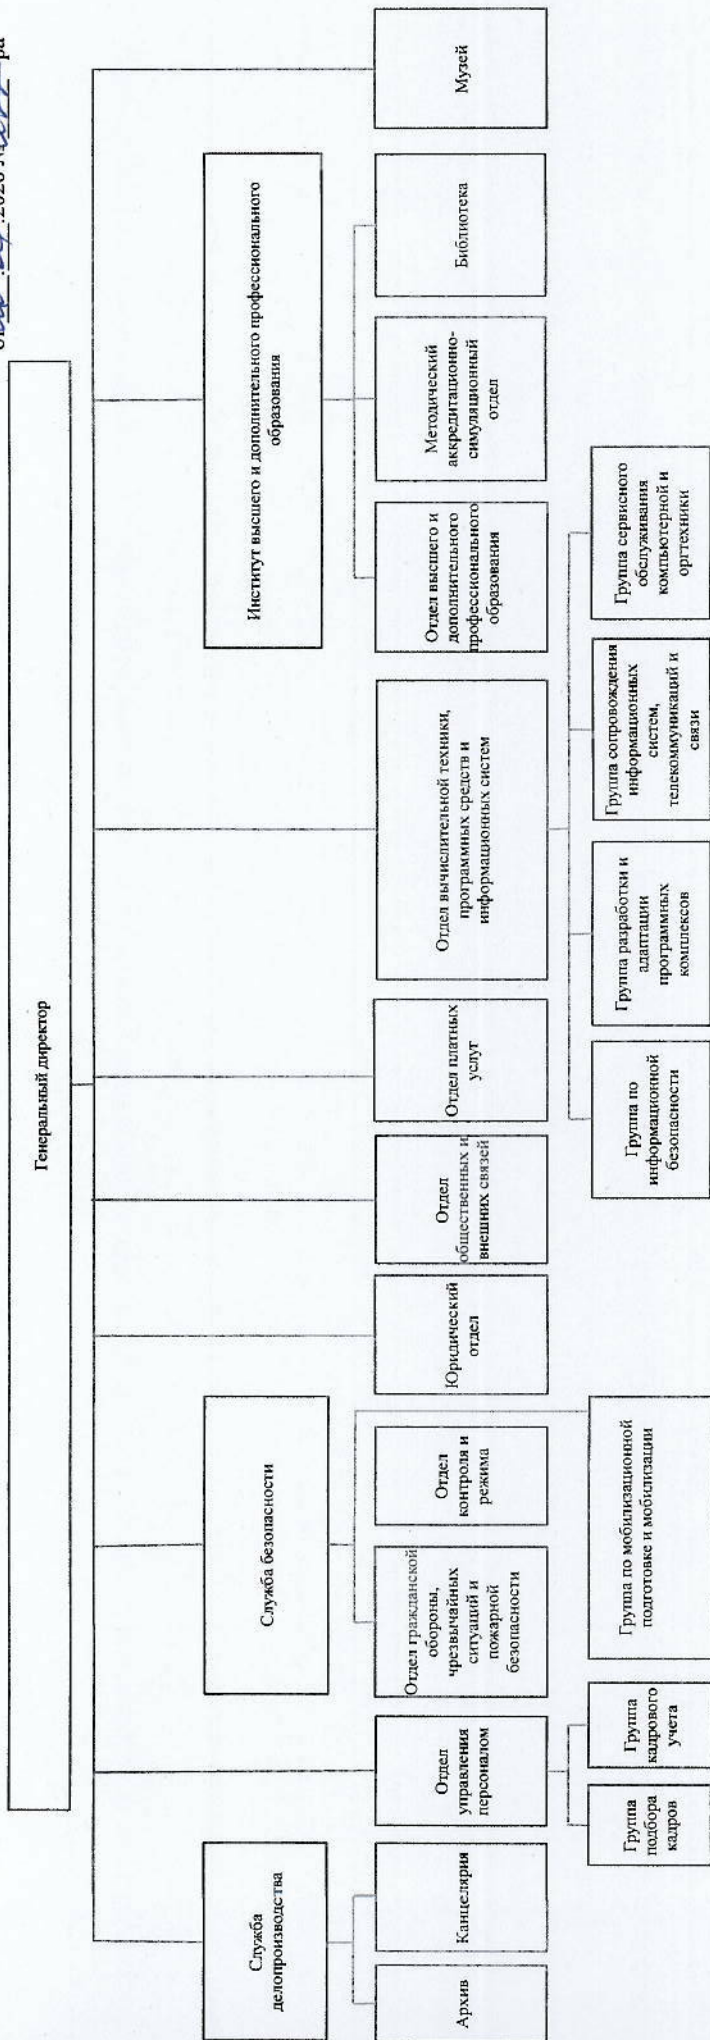 .2020 №
Генеральный директор
Служба
делопроизводства
Служба безопасности
Институт высшего и дополнительного профессионального
образования
Архив
Канцелярия
Отдел
управления
персоналом
Отдел гражданской
обороны,
чрезвычайных
ситуаций и
пожарной
безопасности
Отдел
контроля и
режима
Юридический
отдел
Отдел
общественных и
внешних связей
Отдел платных
услуг
Отдел вычислительной техники,
программных средств и
информационных систем
Отдел высшего и
дополнительного
профессионального
образования
Методический
аккредитационно-
симуляционный
отдел
Библиотека
Музей
Группа
подбора
кадров
Группа
кадрового
учета
Группа по мобилизационной
подготовке и мобилизации
Группа по
информационной
безопасности
Группа разработки и
адаптации
программных
комплексов
Группа сопровождения
информационных
систем,
телекоммуникаций и
связи
Группа сервисного
обслуживания
компьютерной и
оргтехники